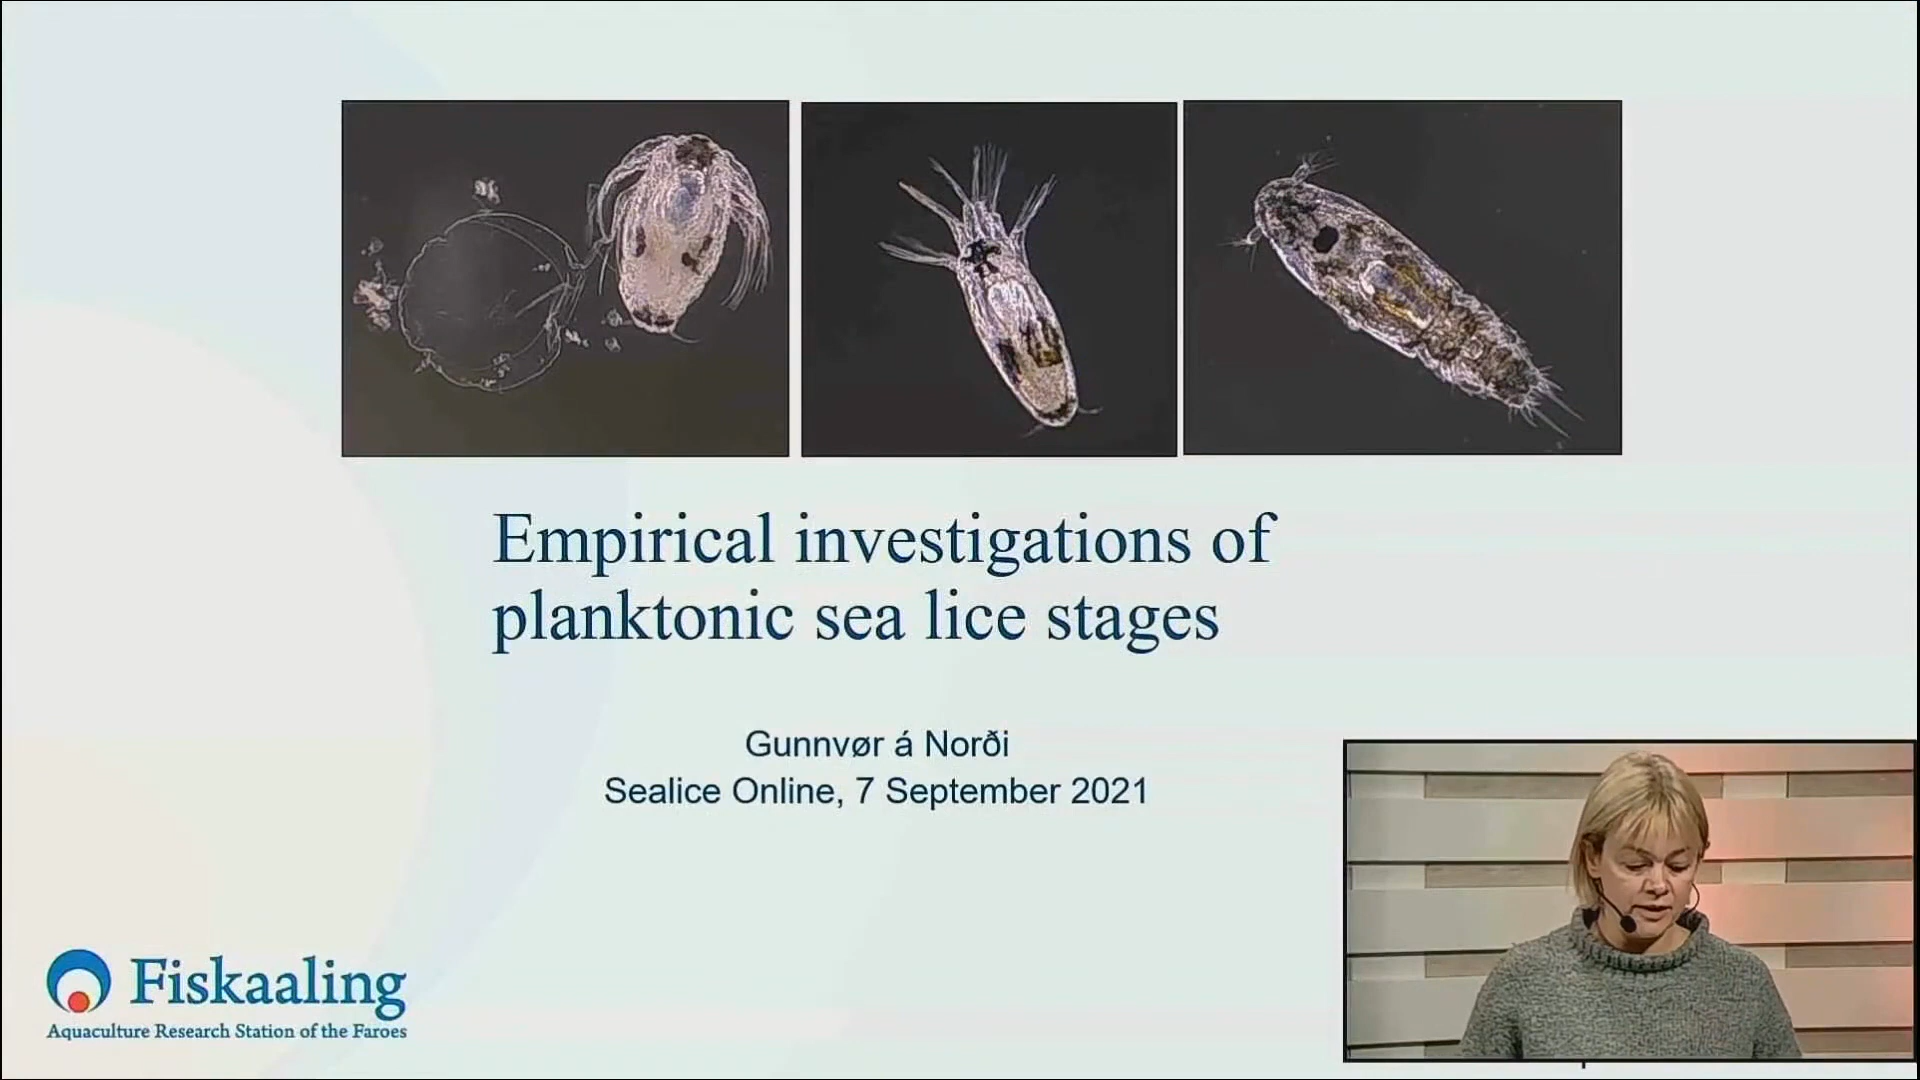 Empirical investigations of
planktonic sea lice stages
Gunnvør á Norði
Sealice Online, 7 September 2021
Fiskaaling
Aquaculture Research Station of the Faroes